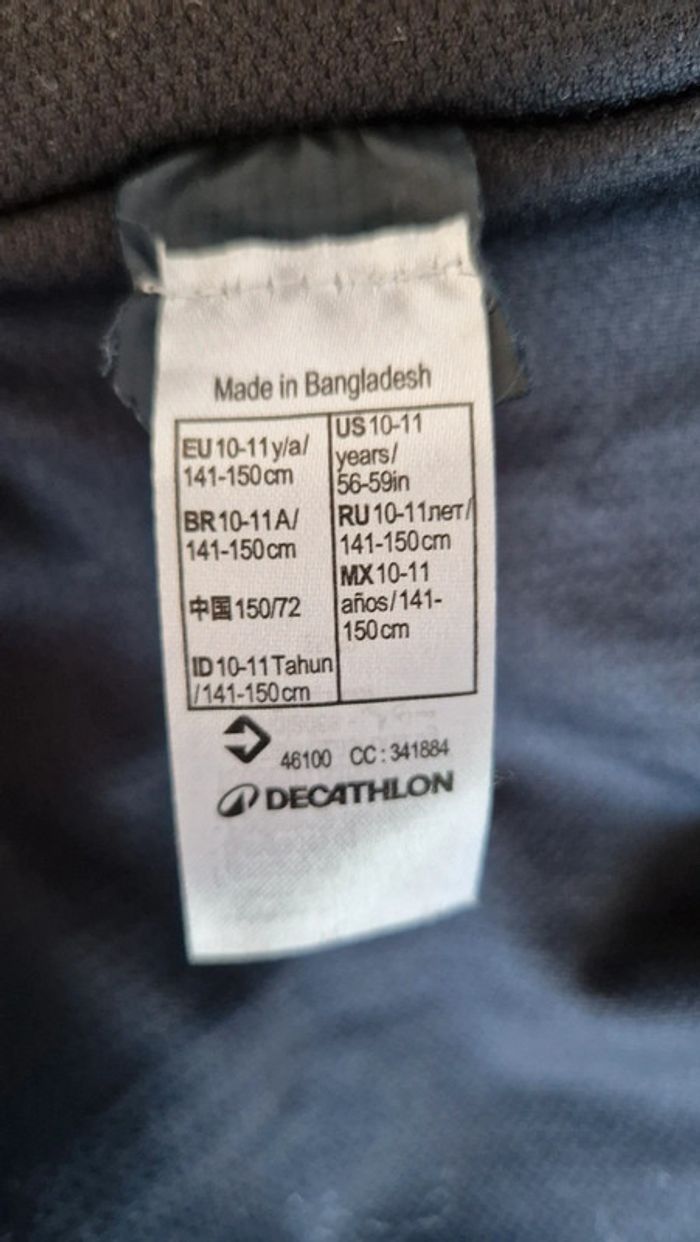 Made in Bangladesh
EU 10-11 y/a/
141-150 cm
BR 10-11 A/
141-150 cm
中国 150/72
ID 10-11 Tahun
/141-150 cm
US 10-11
years/
56-59in
RU 10-11 лет/
141-150 cm
MX 10-11
años/141-
150 cm
46100 CC : 341884
DECATHLON